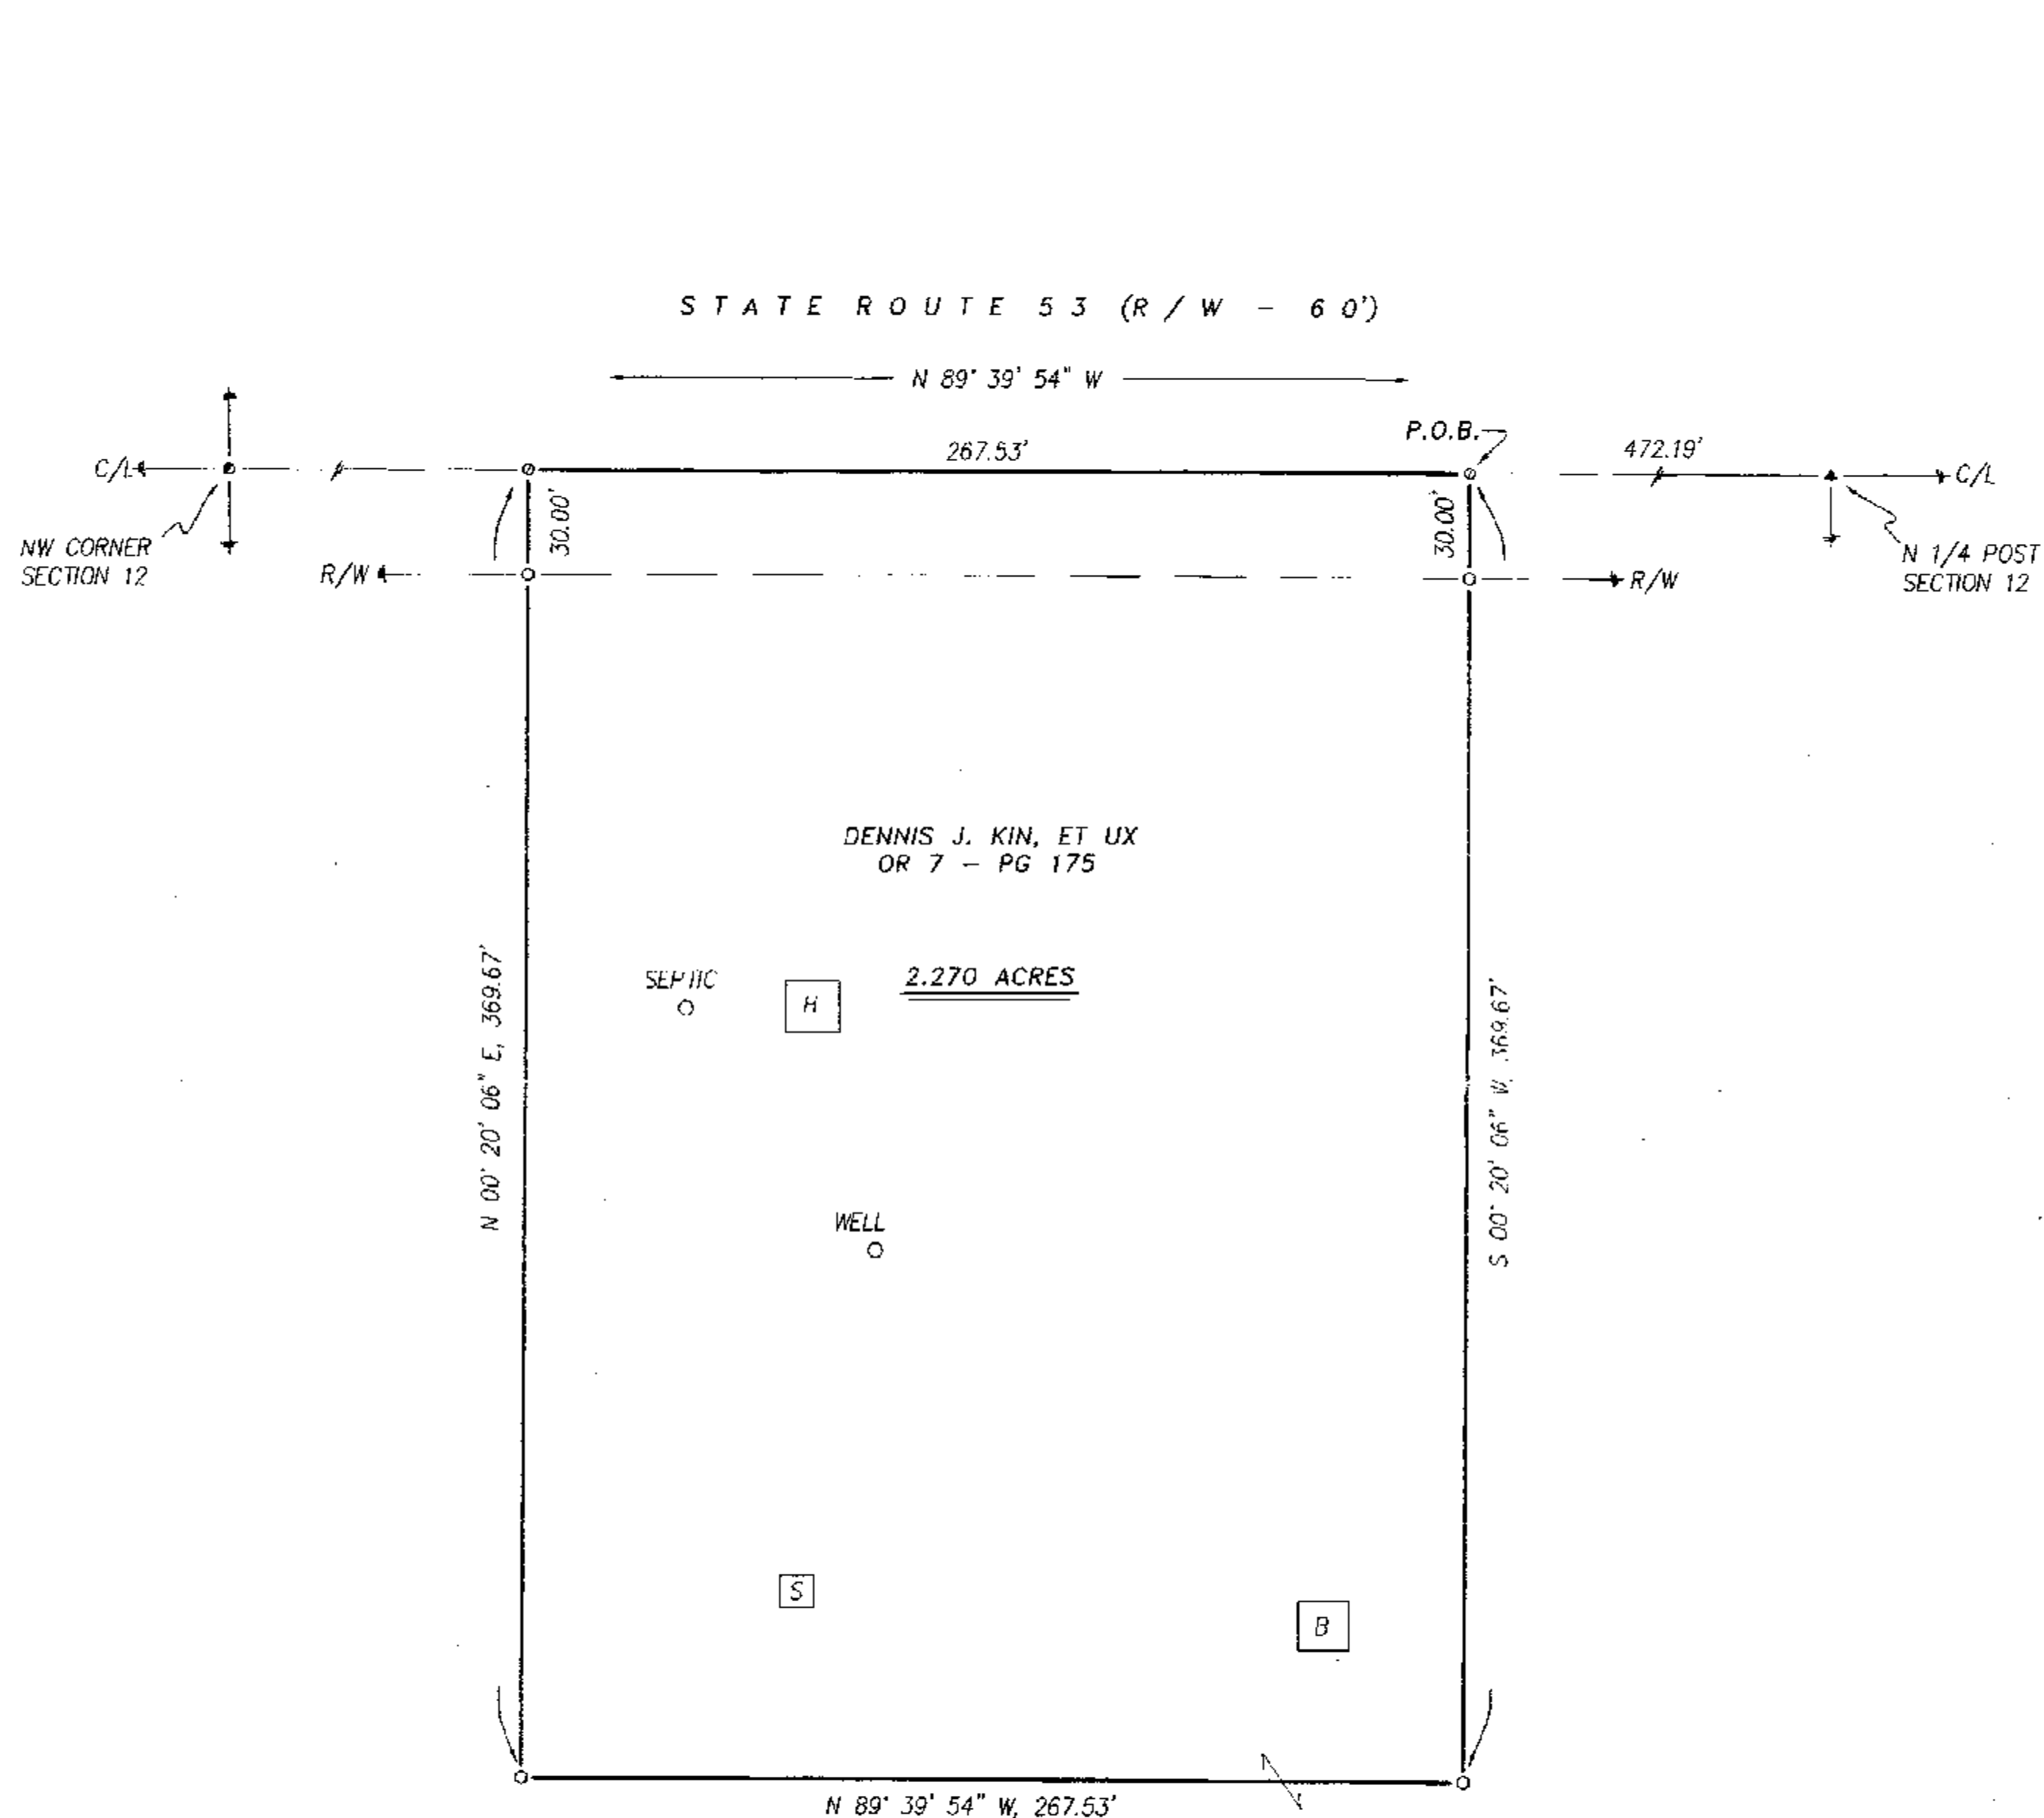 STATE ROUTE 53 (R/W - 60')
N 89° 39' 54" W
P.O.B.
267.53'
472.19'
C/L
C/L
30.00'
30.00'
NW CORNER
SECTION 12
N 1/4 POST
SECTION 12
R/W
R/W
DENNIS J. KIN, ET UX
OR 7 - PG 175
SEPTIC
H
2.270 ACRES
N 00° 20' 06" E, 369.67'
S 00° 20' 06" W, 369.67'
WELL
S
B
N 89° 39' 54" W, 267.53'